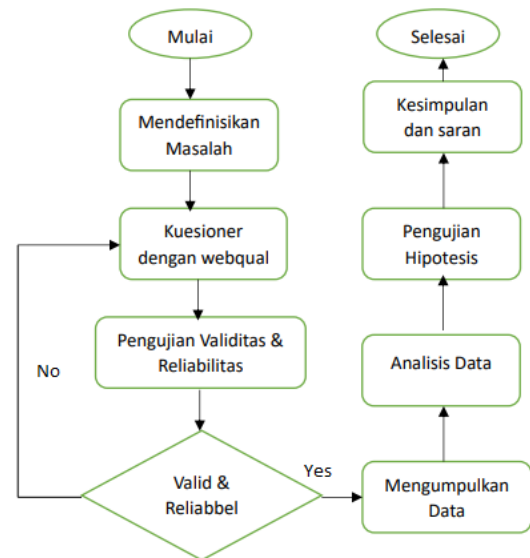 Mulai
Mendefinisikan
Masalah
Kuesioner
dengan webqual
Pengujian Validitas &
Reliabilitas
No
Valid &
Reliabbel
Yes
Mengumpulkan
Data
Analisis Data
Pengujian
Hipotesis
Kesimpulan
dan saran
Selesai